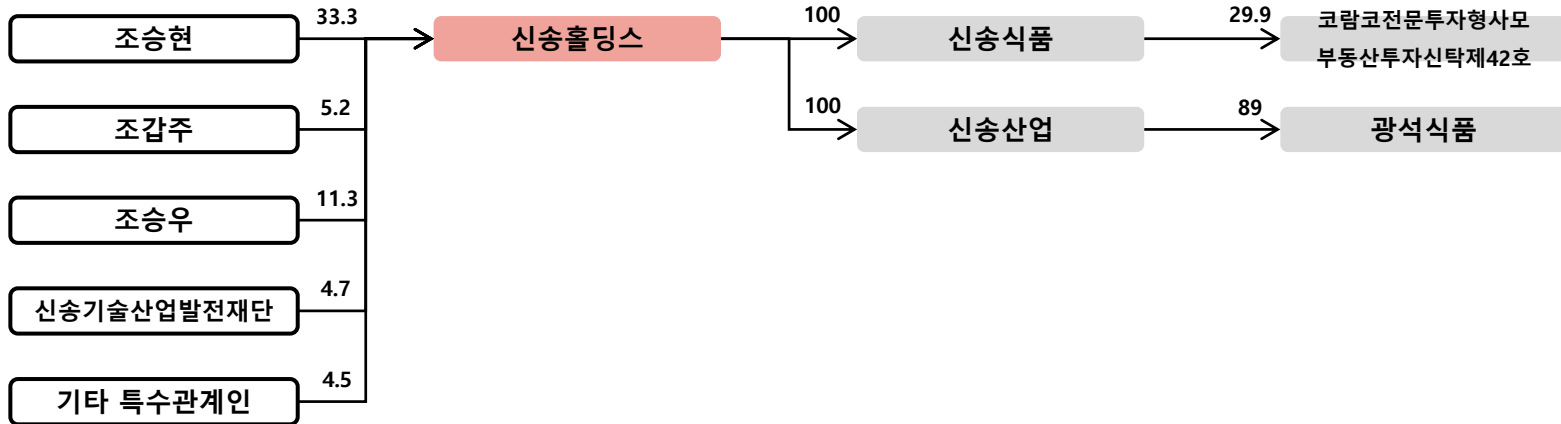 조승현
33.3
신송홀딩스
100
신송식품
29.9
코람코전문투자형사모
부동산투자신탁제42호
조갑주
5.2
100
신송산업
89
광석식품
조승우
11.3
신송기술산업발전재단
4.7
기타 특수관계인
4.5